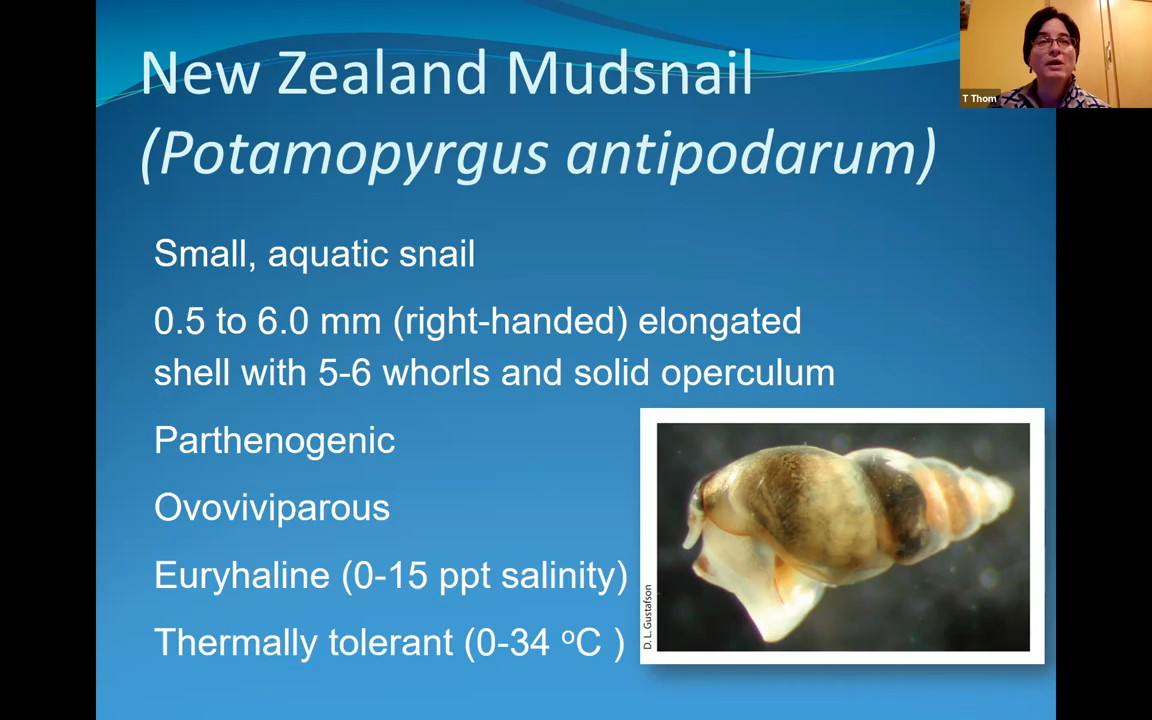 New Zealand Mudsnail
(Potamopyrgus antipodarum)
T Thom
Small, aquatic snail
0.5 to 6.0 mm (right-handed) elongated
shell with 5-6 whorls and solid operculum
Parthenogenic
Ovoviviparous
Euryhaline (0-15 ppt salinity)
Thermally tolerant (0-34 ºC )
D. L. Gustafson